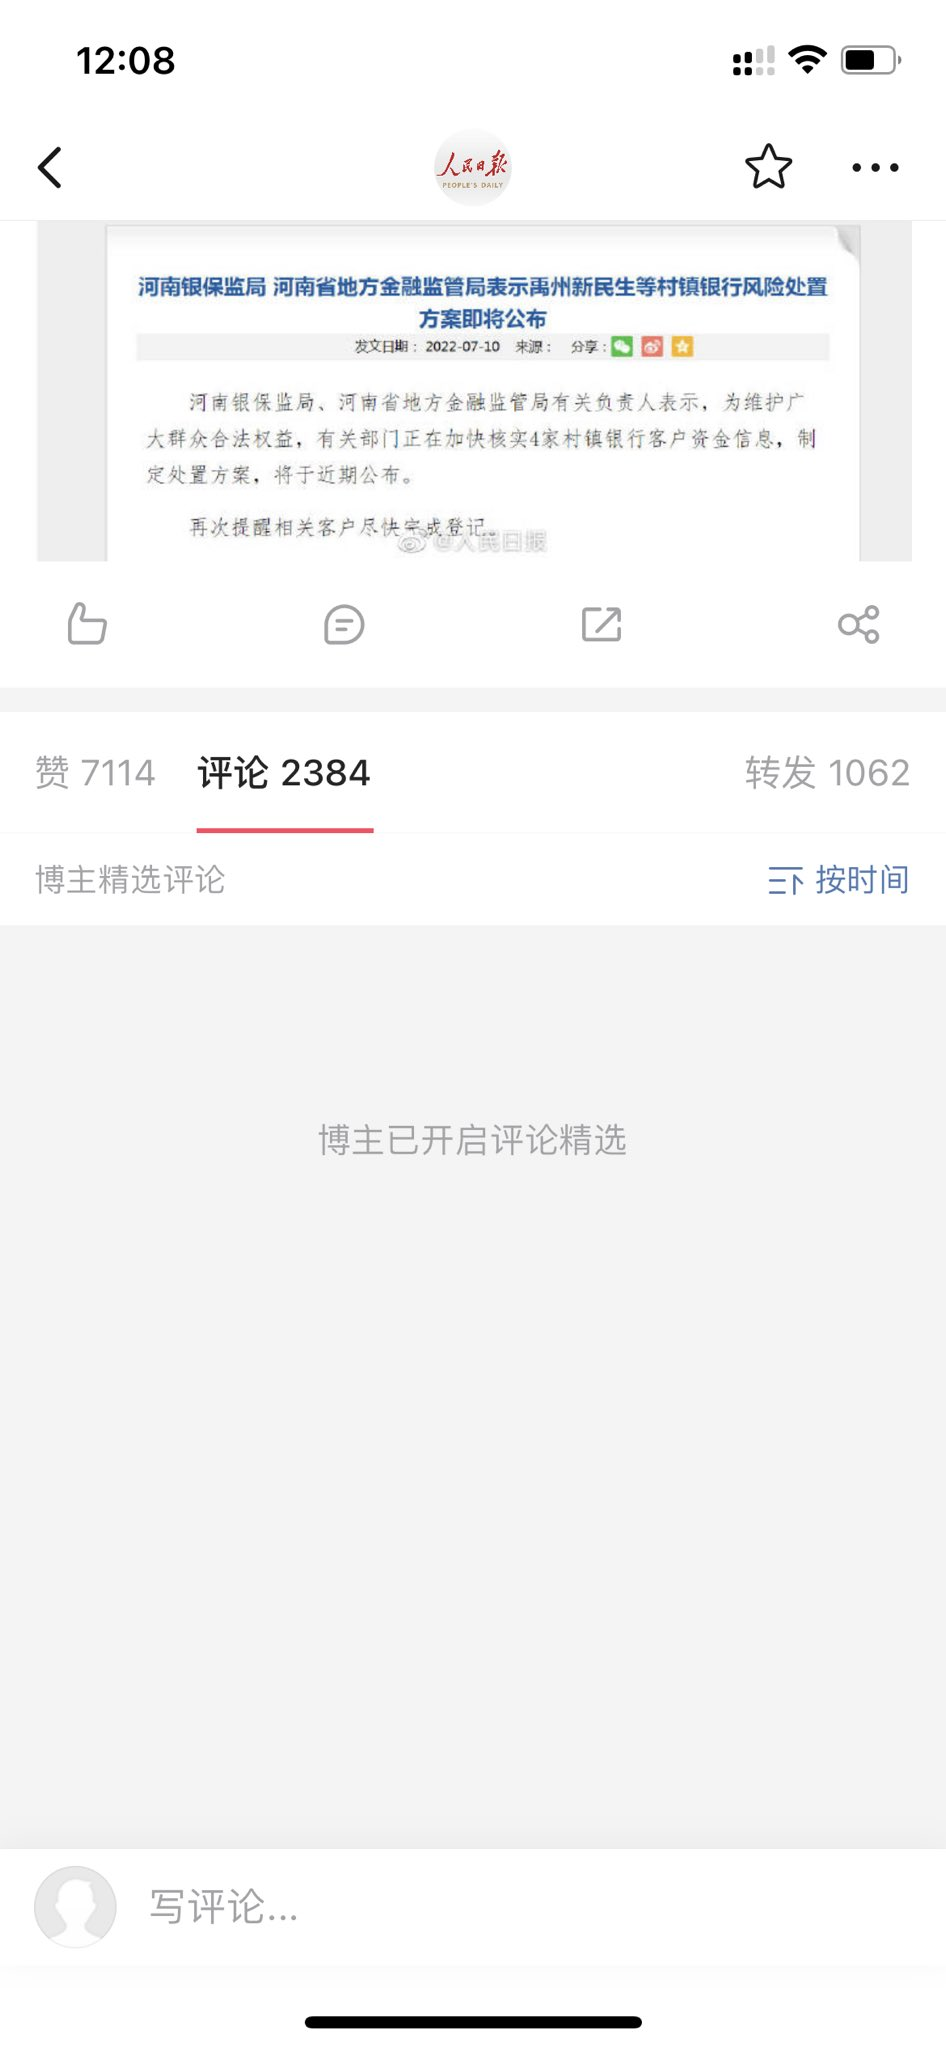 12:08
人民日报
PEOPLE'S DAILY
河南银保监局 河南省地方金融监管局表示禹州新民生等村镇银行风险处置
方案即将公布
发文日期： 2022-07-10 来源： 分享：
河南银保监局、河南省地方金融监管局有关负责人表示，为维护广
大群众合法权益，有关部门正在加快核实4家村镇银行客户资金信息，制
定处置方案，将于近期公布。
再次提醒相关客户尽快完成登记。
@人民日报
赞 7114 评论 2384 转发 1062
博主精选评论 按时间
博主已开启评论精选
写评论...